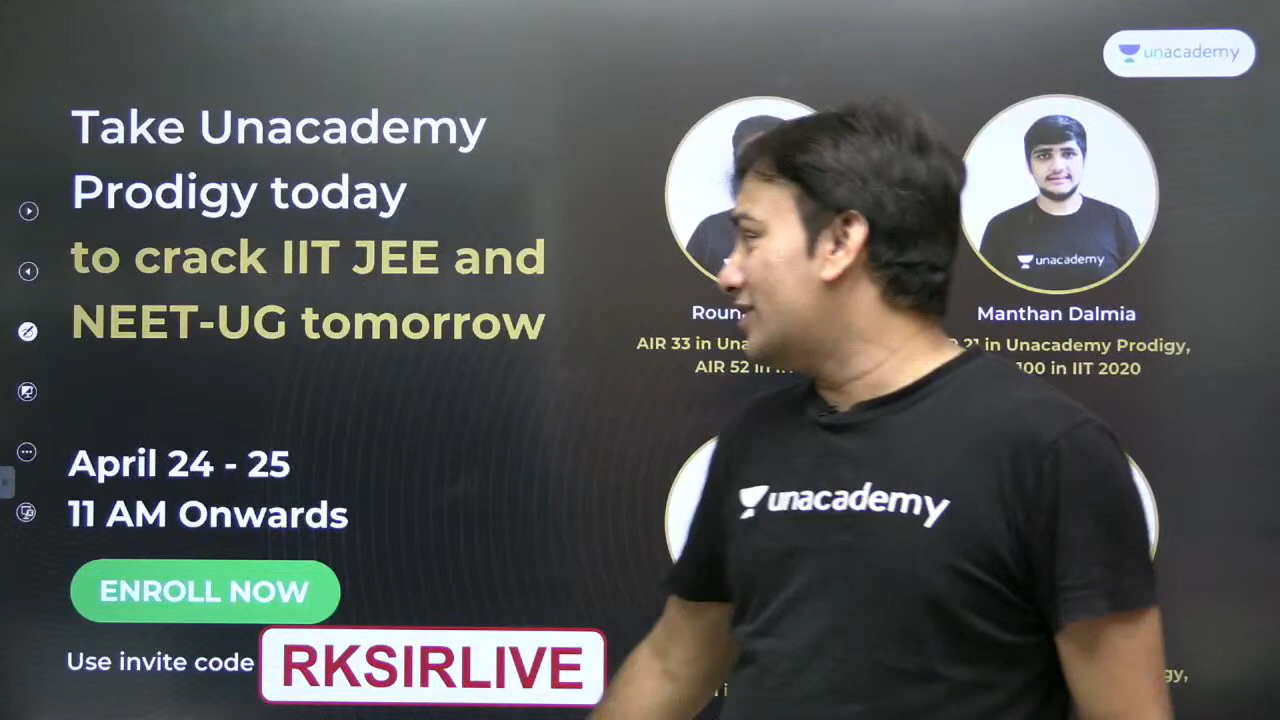 unacademy
Take Unacademy
Prodigy today
to crack IIT JEE and
NEET-UG tomorrow
April 24 - 25
11 AM Onwards
ENROLL NOW
Use invite code RKSIRLIVE
unacademy
Manthan Dalmia
AIR 33 in
21 in Unacademy Prodigy,
AIR 52 in
100 in IIT 2020
unacademy